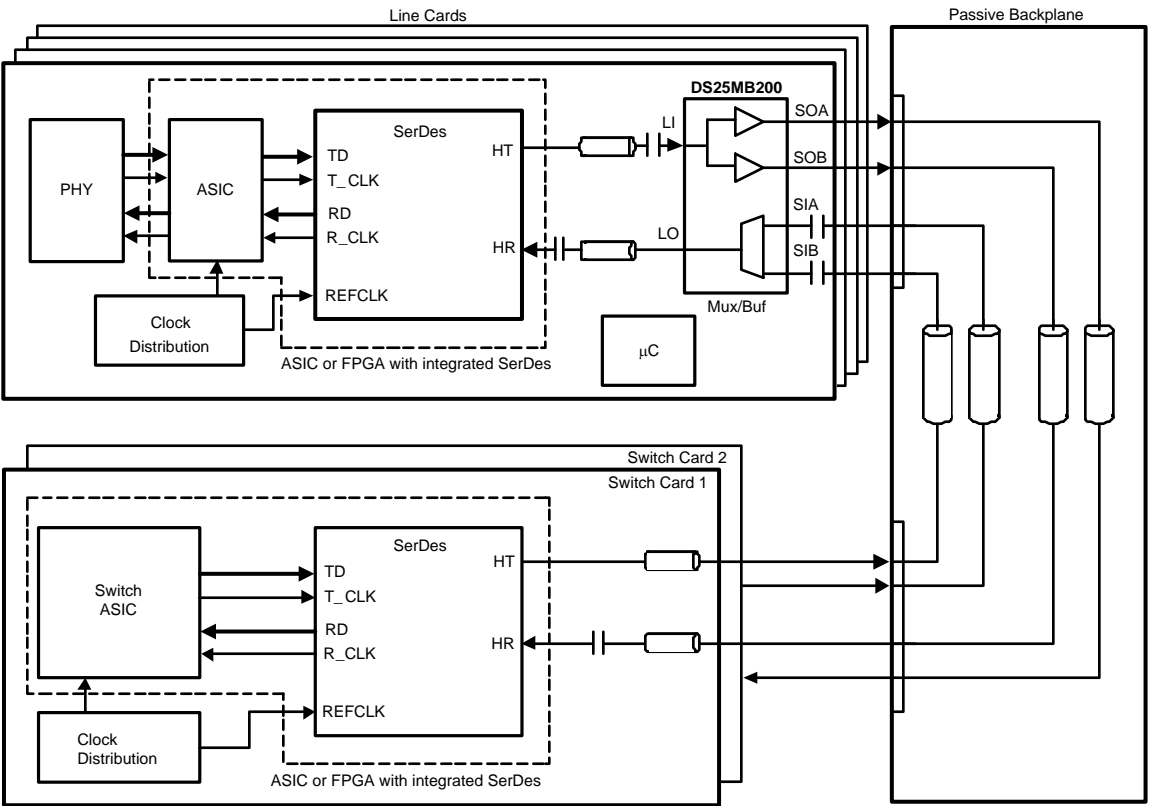 Line Cards
Passive Backplane
DS25MB200
SerDes
LI
SOA
HT
TD
PHY
ASIC
T_CLK
SOB
RD
SIA
R_CLK
LO
HR
SIB
REFCLK
Mux/Buf
Clock
Distribution
μC
ASIC or FPGA with integrated SerDes
Switch Card 2
Switch Card 1
SerDes
HT
TD
Switch
ASIC
T_CLK
RD
HR
R_CLK
REFCLK
Clock
Distribution
ASIC or FPGA with integrated SerDes